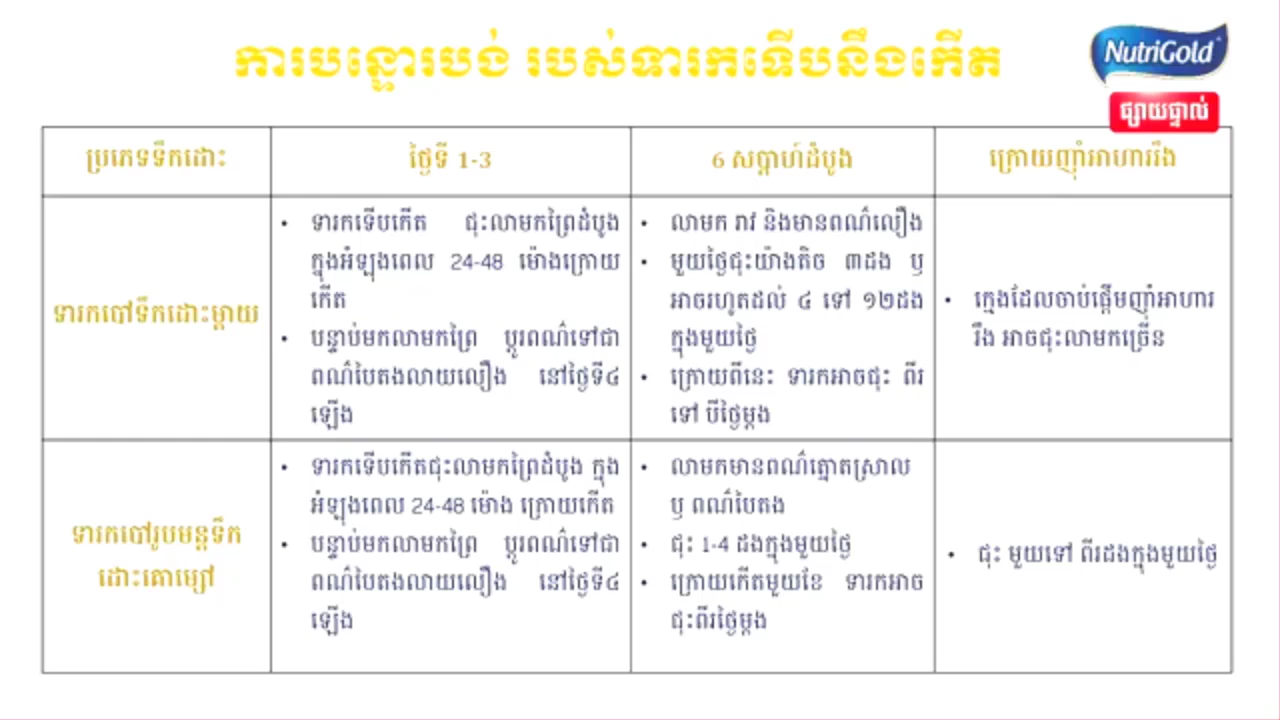 ការបន្ទោរបង់ របស់ទារកទើបនឹងកើត
NutriGold
ផ្សាយផ្ទាល់
ប្រភេទទឹកដោះ
ថ្ងៃទី 1-3
6 សប្តាហ៍ដំបូង
ក្រោយញ៉ាំអាហាររឹង
ទារកបៅទឹកដោះម្តាយ
• ទារកទើបកើត ជុះលាមកព្រៃដំបូង
ក្នុងអំឡុងពេល 24-48 ម៉ោងក្រោយ
កើត
• បន្ទាប់មកលាមកព្រៃ ប្តូរពណ៌ទៅជា
ពណ៌បៃតងលាយលឿង នៅថ្ងៃទី៤
ឡើង
• លាមក រាវ និងមានពណ៌លឿង
• មួយថ្ងៃជុះយ៉ាងតិច ៣ដង ឬ
អាចរហូតដល់ ៤ ទៅ ១២ដង
ក្នុងមួយថ្ងៃ
• ក្រោយពីនេះ ទារកអាចជុះ ពីរ
ទៅ បីថ្ងៃម្តង
• ក្មេងដែលចាប់ផ្តើមញ៉ាំអាហារ
រឹង អាចជុះលាមកច្រើន
ទារកបៅរូបមន្តទឹក
ដោះគោម្សៅ
• ទារកទើបកើតជុះលាមកព្រៃដំបូង ក្នុង
អំឡុងពេល 24-48 ម៉ោង ក្រោយកើត
• បន្ទាប់មកលាមកព្រៃ ប្តូរពណ៌ទៅជា
ពណ៌បៃតងលាយលឿង នៅថ្ងៃទី៤
ឡើង
• លាមកមានពណ៌ត្នោតស្រាល
ឬ ពណ៌បៃតង
• ជុះ 1-4 ដងក្នុងមួយថ្ងៃ
• ក្រោយកើតមួយខែ ទារកអាច
ជុះពីរថ្ងៃម្តង
• ជុះ មួយទៅ ពីរដងក្នុងមួយថ្ងៃ